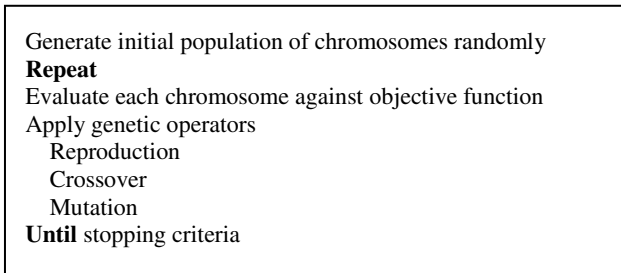 Generate initial population of chromosomes randomly
Repeat
Evaluate each chromosome against objective function
Apply genetic operators
Reproduction
Crossover
Mutation
Until stopping criteria